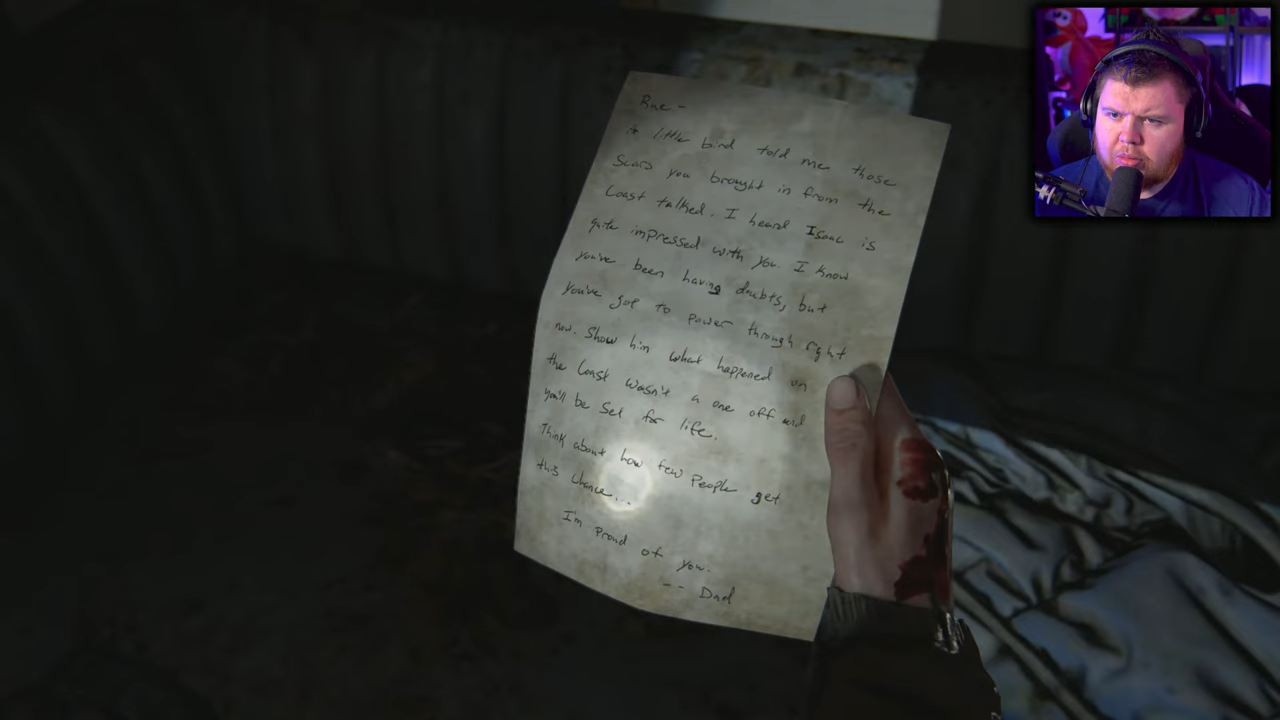 Rue -
A little bird told me those
Scars you brought in from the
Coast talked. I heard Isaac is
quite impressed with you. I know
you've been having doubts, but
you've got to power through right
now. Show him what happened on
the Coast wasn't a one off and
you'll be set for life.
Think about how few people get
this chance...
I'm proud of you.
-- Dad